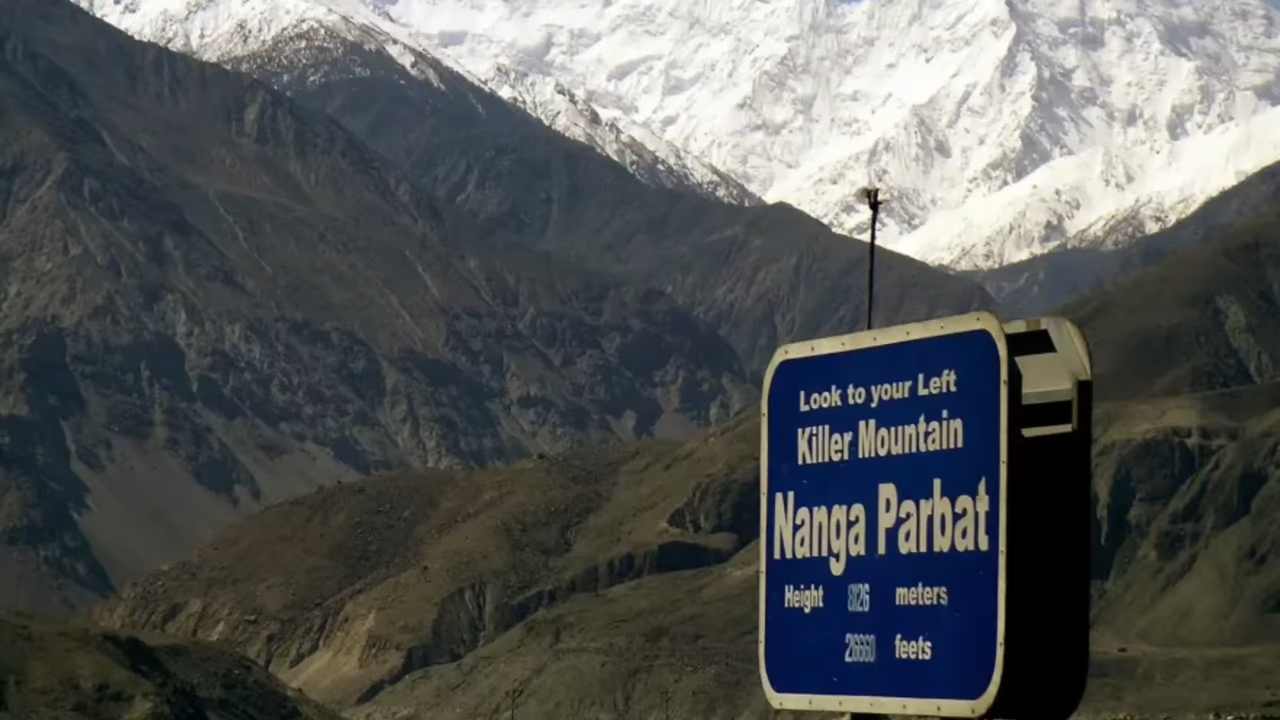 Look to your Left
Killer Mountain
Nanga Parbat
Height 8126 meters
26660 feets